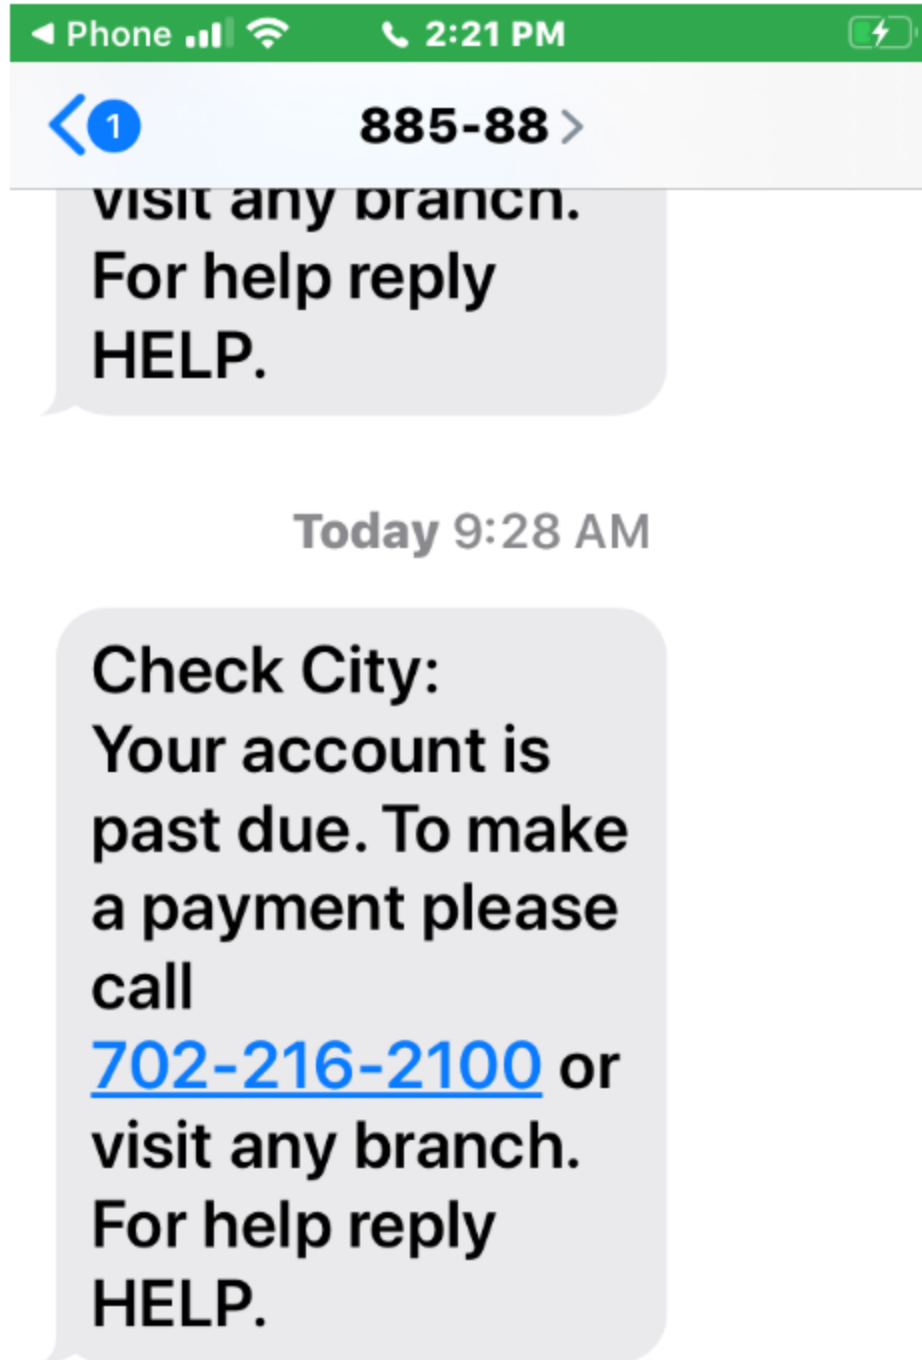 Phone 2:21 PM
1 885-88
visit any branch.
For help reply
HELP.
Today 9:28 AM
Check City:
Your account is
past due. To make
a payment please
call
702-216-2100 or
visit any branch.
For help reply
HELP.